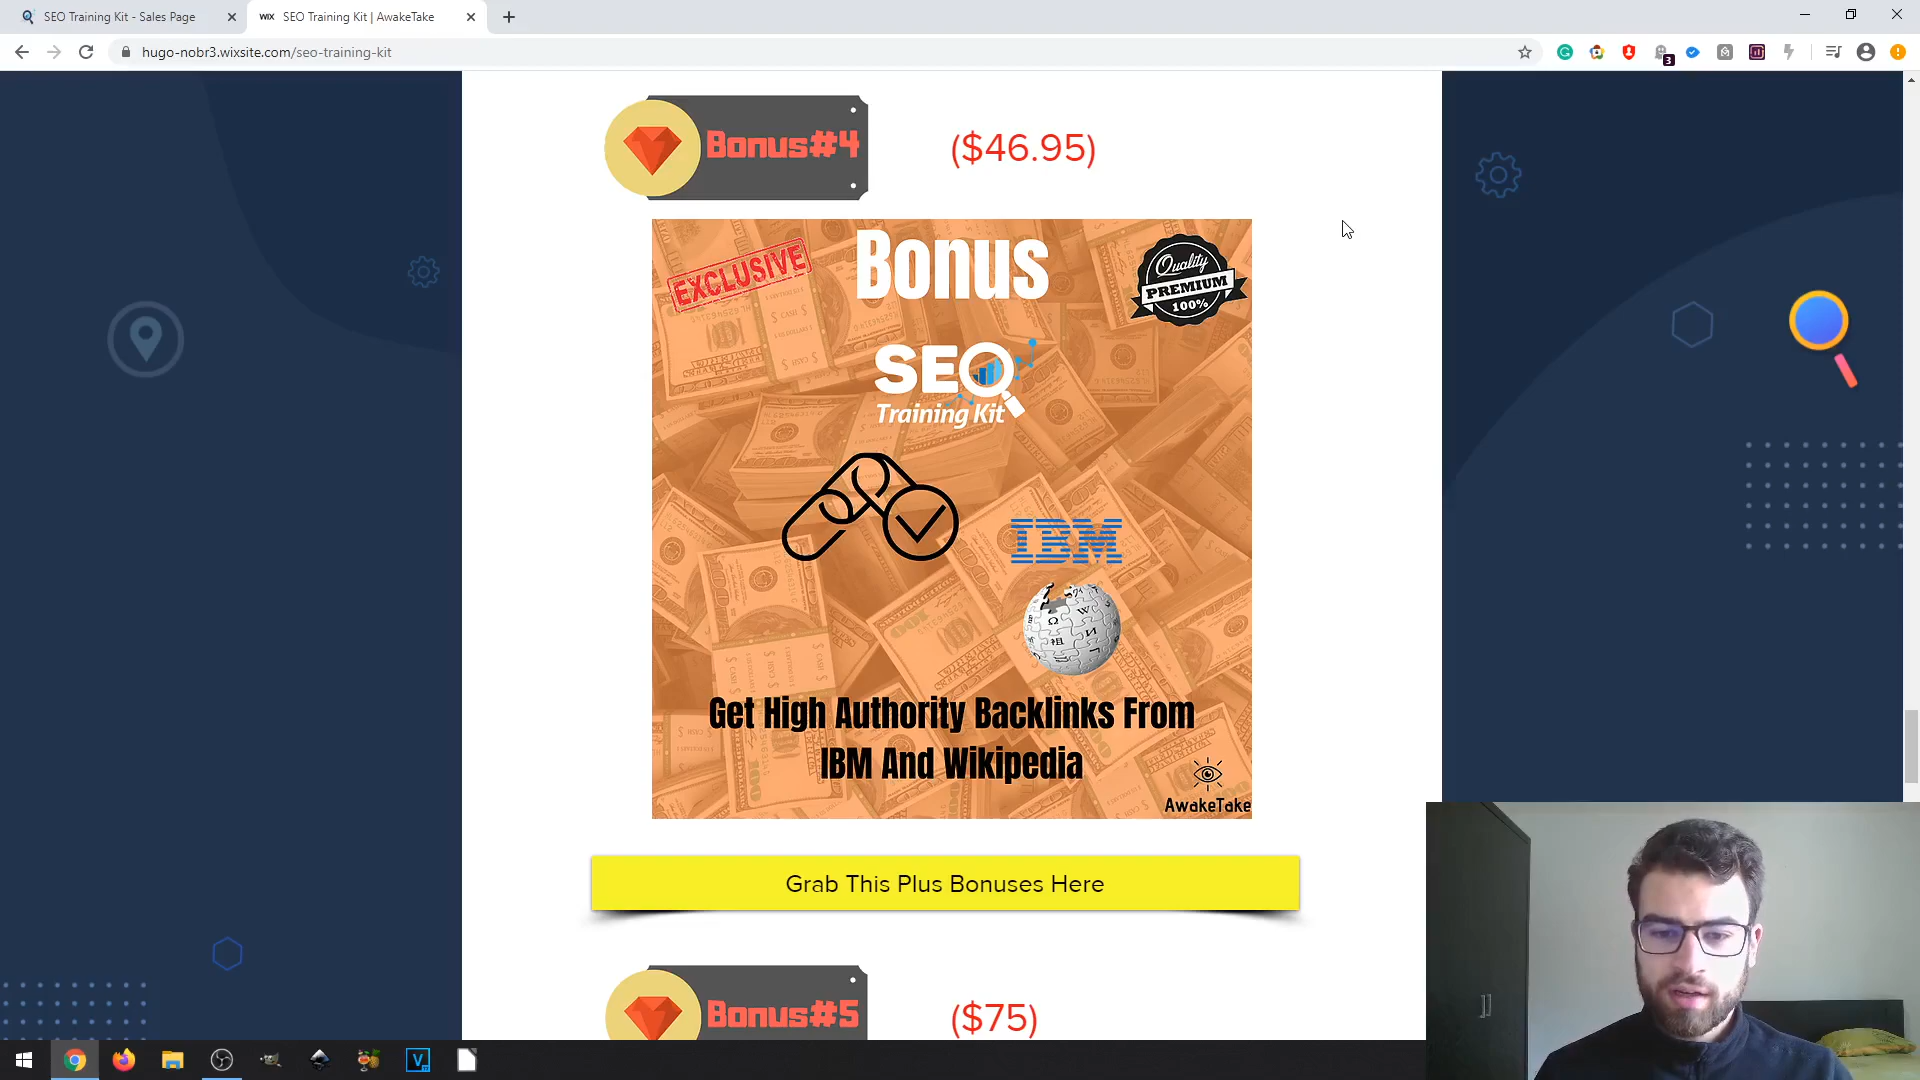 SEO Training Kit - Sales Page
WiX SEO Training Kit | AwakeTake
hugo-nobr3.wixsite.com/seo-training-kit
3
Bonus#4
($46.95)
EXCLUSIVE
Bonus
Quality
PREMIUM
100%
SEO
Training Kit
IBM
Get High Authority Backlinks From
IBM And Wikipedia
AwakeTake
Grab This Plus Bonuses Here
Bonus#5
($75)
V